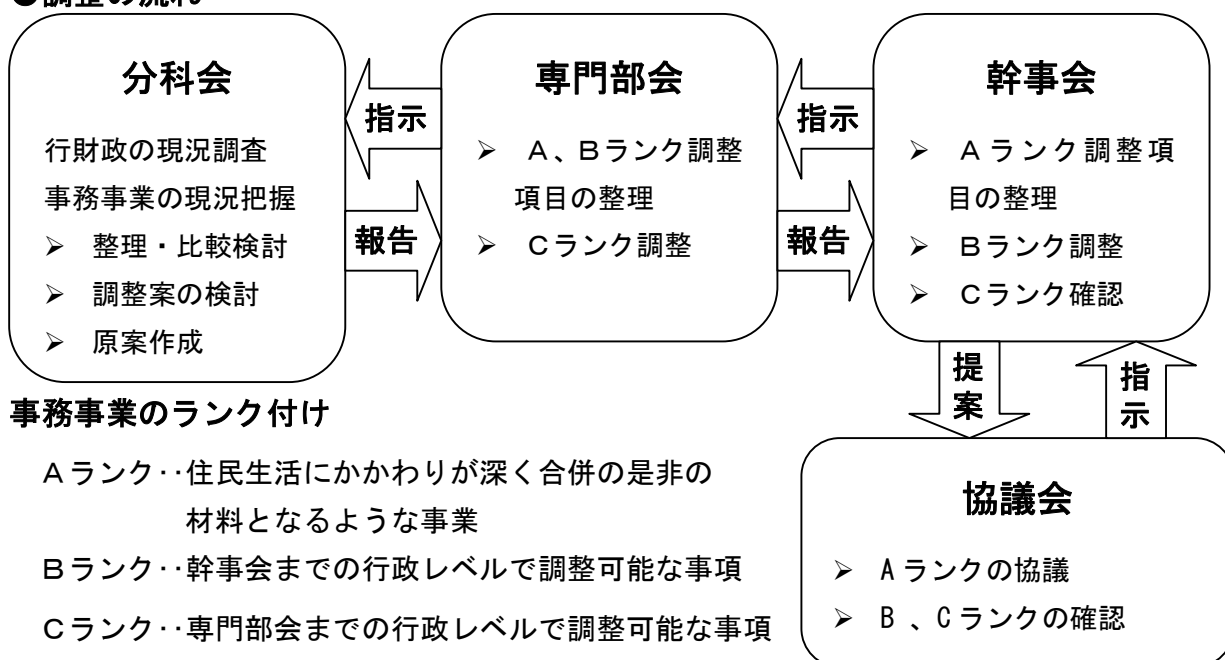 ●調整の流れ
分科会
行財政の現況調査
事務事業の現況把握
➢ 整理・比較検討
➢ 調整案の検討
➢ 原案作成
指示
報告
専門部会
➢ A、Bランク調整
項目の整理
➢ Cランク調整
指示
報告
幹事会
➢ Aランク調整項
目の整理
➢ Bランク調整
➢ Cランク確認
提案
指示
事務事業のランク付け
Aランク‥住民生活にかかわりが深く合併の是非の
材料となるような事業
Bランク‥幹事会までの行政レベルで調整可能な事項
Cランク‥専門部会までの行政レベルで調整可能な事項
協議会
➢ Aランクの協議
➢ B、Cランクの確認